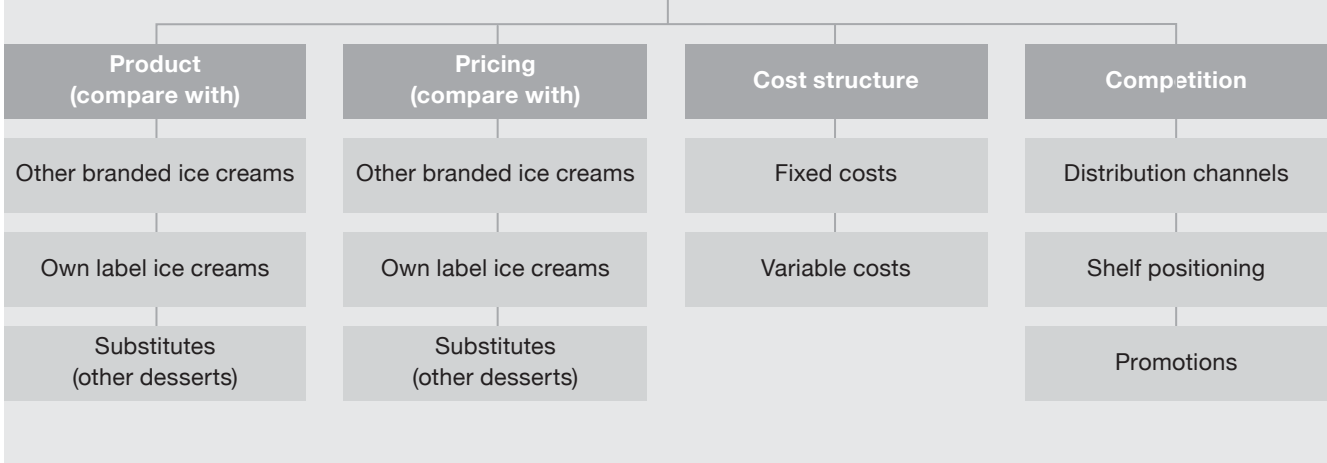 Product
(compare with)
Other branded ice creams
Own label ice creams
Substitutes
(other desserts)
Pricing
(compare with)
Other branded ice creams
Own label ice creams
Substitutes
(other desserts)
Cost structure
Fixed costs
Variable costs
Competition
Distribution channels
Shelf positioning
Promotions